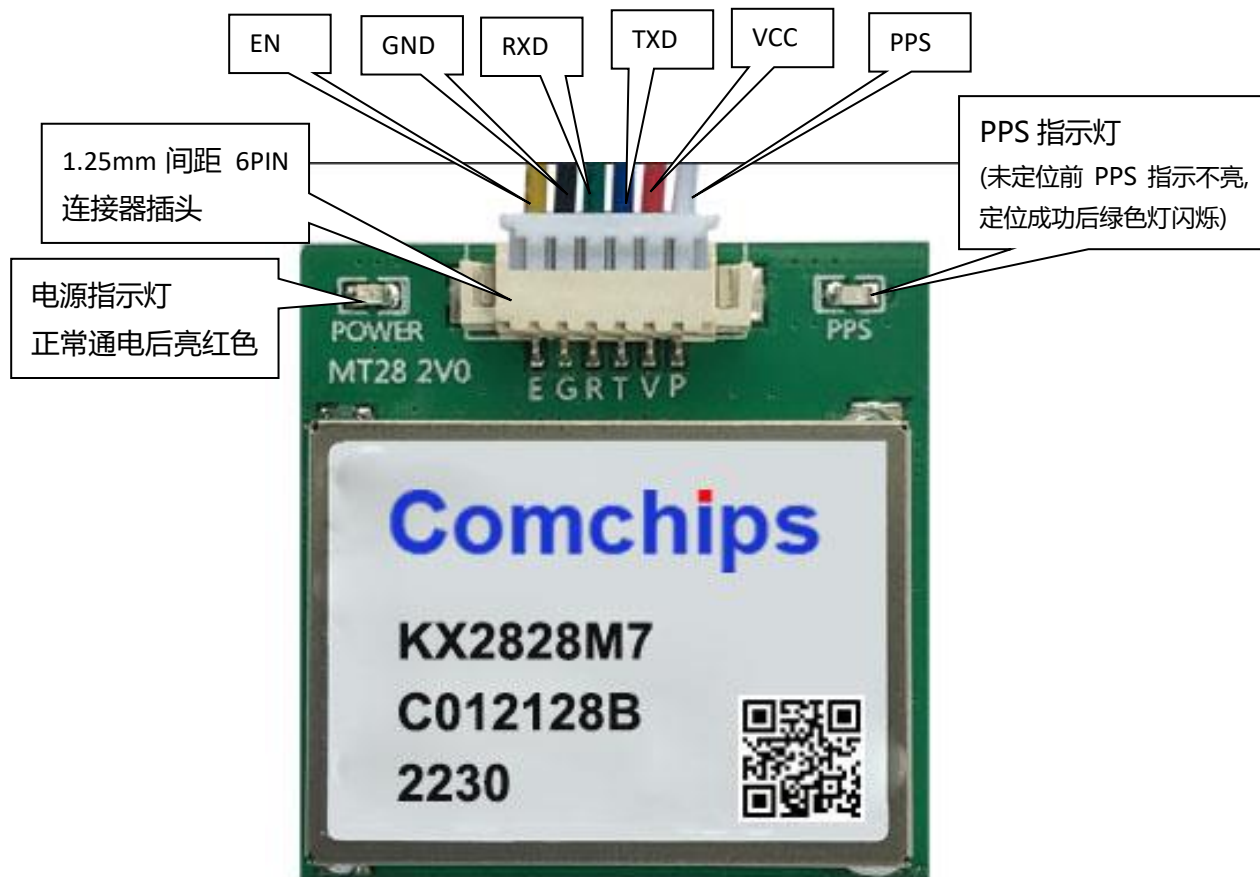 EN
GND
RXD
TXD
VCC
PPS
1.25mm 间距 6PIN
连接器插头
PPS 指示灯
(未定位前 PPS 指示不亮,
定位成功后绿色灯闪烁)
电源指示灯
正常通电后亮红色
POWER
PPS
MT28 2V0
E G R T V P
Comchips
KX2828M7
C012128B
2230